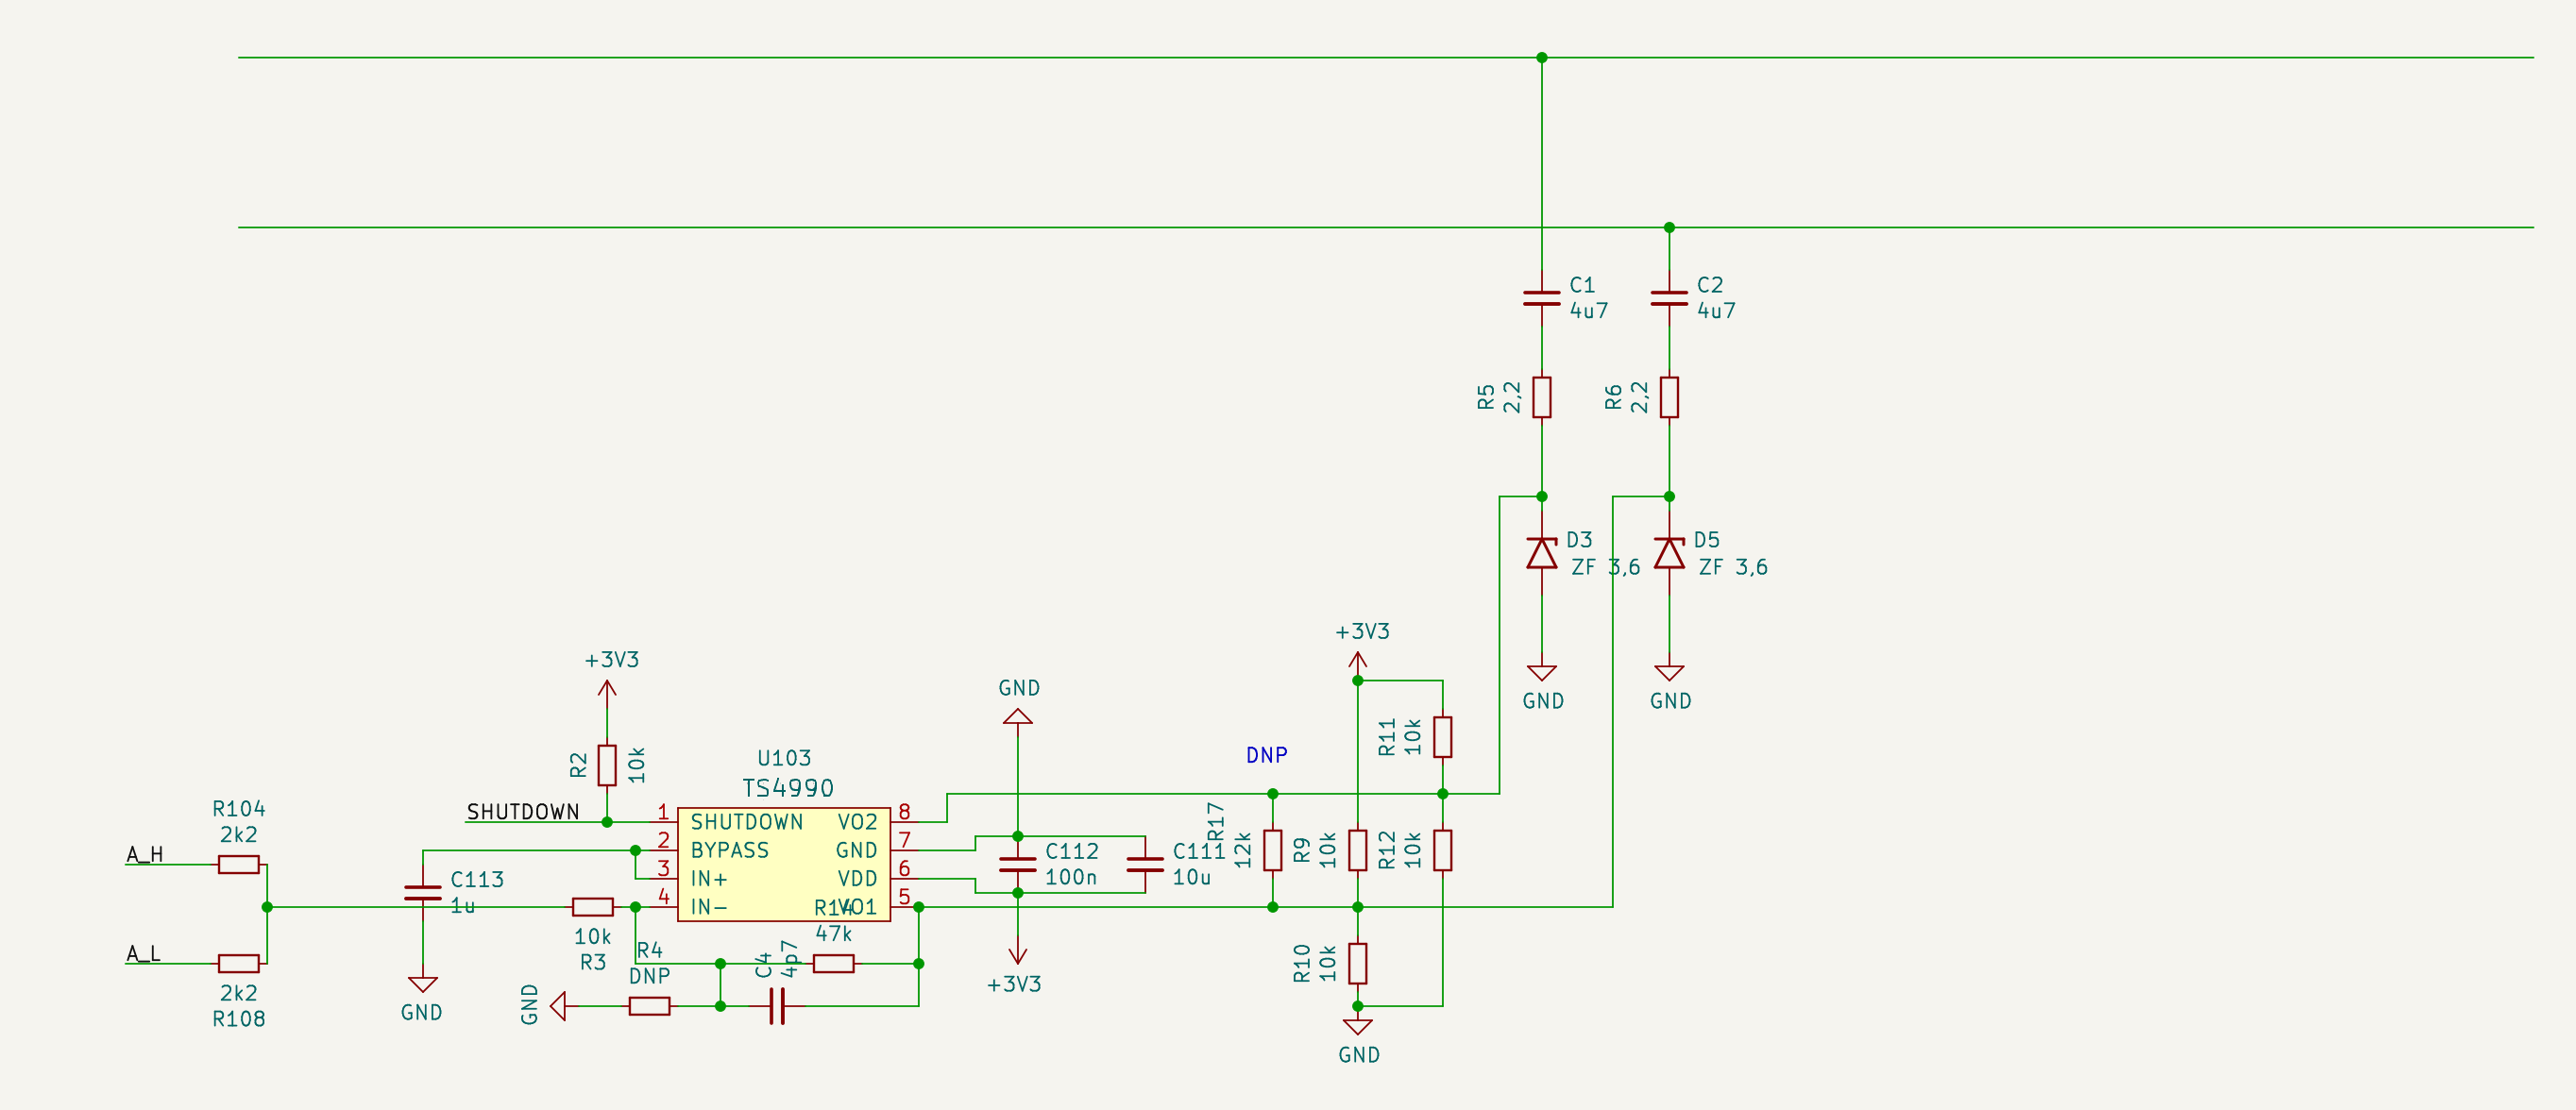 C1
4u7
C2
4u7
R5
2,2
R6
2,2
D3
ZF 3,6
D5
ZF 3,6
GND
GND
+3V3
+3V3
GND
R2
10k
U103
TS4990
DNP
R11
10k
R104
2k2
A_H
SHUTDOWN
1
2
3
4
SHUTDOWN
BYPASS
IN+
IN-
VO2
GND
VDD
VO1
8
7
6
5
C112
100n
C111
10u
R17
12k
R9
10k
R12
10k
C113
1u
A_L
2k2
R108
GND
10k
R3
R4
DNP
GND
R14
47k
C4
4p7
+3V3
R10
10k
GND